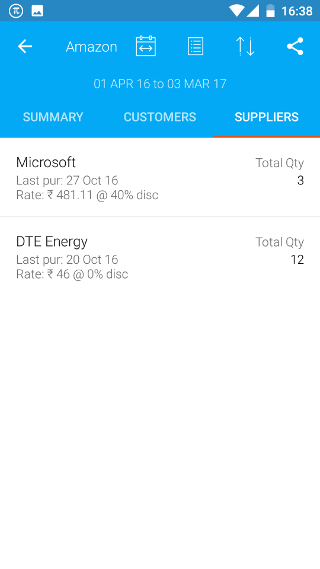 16:38
Amazon
01 APR 16 to 03 MAR 17
SUMMARY CUSTOMERS SUPPLIERS
Microsoft Total Qty
Last pur: 27 Oct 16 3
Rate: ₹ 481.11 @ 40% disc
DTE Energy Total Qty
Last pur: 20 Oct 16 12
Rate: ₹ 46 @ 0% disc